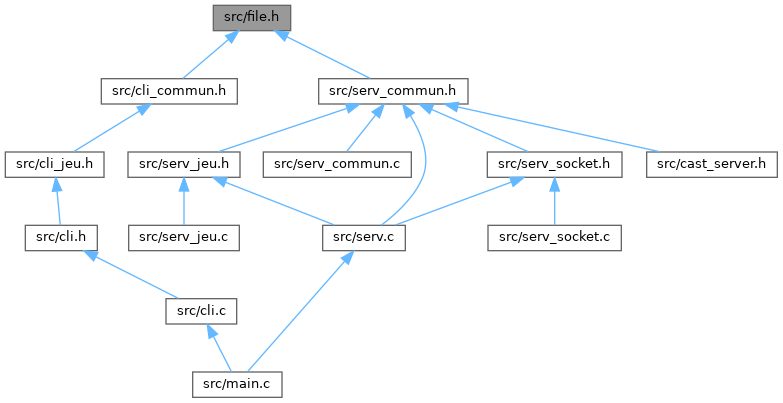 src/file.h
src/cli_commun.h
src/serv_commun.h
src/cli_jeu.h
src/serv_jeu.h
src/serv_commun.c
src/serv_socket.h
src/cast_server.h
src/cli.h
src/serv_jeu.c
src/serv.c
src/serv_socket.c
src/cli.c
src/main.c